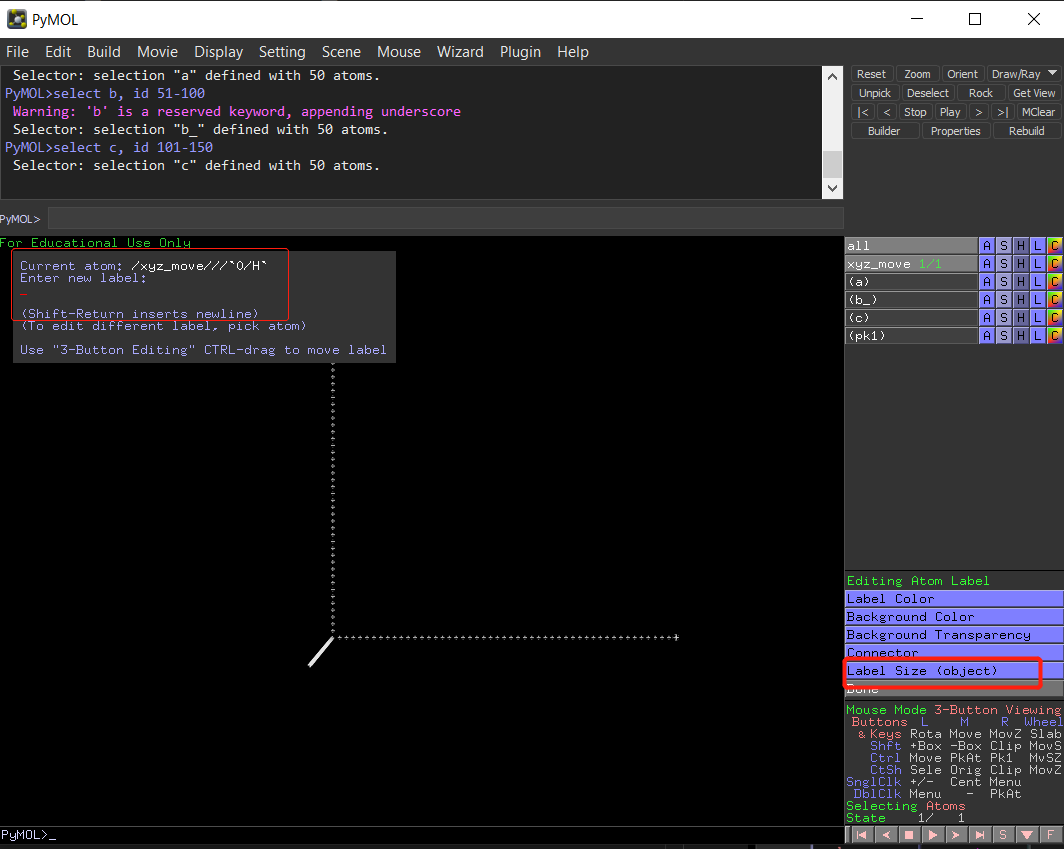 PyMOL
File Edit Build Movie Display Setting Scene Mouse Wizard Plugin Help
Selector: selection "a" defined with 50 atoms.
PyMOL>select b, id 51-100
Warning: 'b' is a reserved keyword, appending underscore
Selector: selection "b_" defined with 50 atoms.
PyMOL>select c, id 101-150
Selector: selection "c" defined with 50 atoms.
Reset Zoom Orient Draw/Ray
Unpick Deselect Rock Get View
|< < Stop Play > >| MClear
Builder Properties Rebuild
PyMOL>
For Educational Use Only
Current atom: /xyz_move///`0/H`
Enter new label:
_
(Shift-Return inserts newline)
(To edit different label, pick atom)
Use "3-Button Editing" CTRL-drag to move label
all A S H L C
xyz_move 1/1 A S H L C
(a) A S H L C
(b_) A S H L C
(c) A S H L C
(pk1) A S H L C
Editing Atom Label
Label Color
Background Color
Background Transparency
Connector
Label Size (object)
Done
Mouse Mode 3-Button Viewing
Buttons L M R Wheel
& Keys Rota Move MovZ Slab
Shft +Box -Box Clip MovS
Ctrl Move PkAt Pk1 MvSZ
CtSh Sele Orig Clip MovZ
SnglClk +/- Cent Menu
DblClk Menu - PkAt
Selecting Atoms
State 1/ 1
PyMOL>_
S F